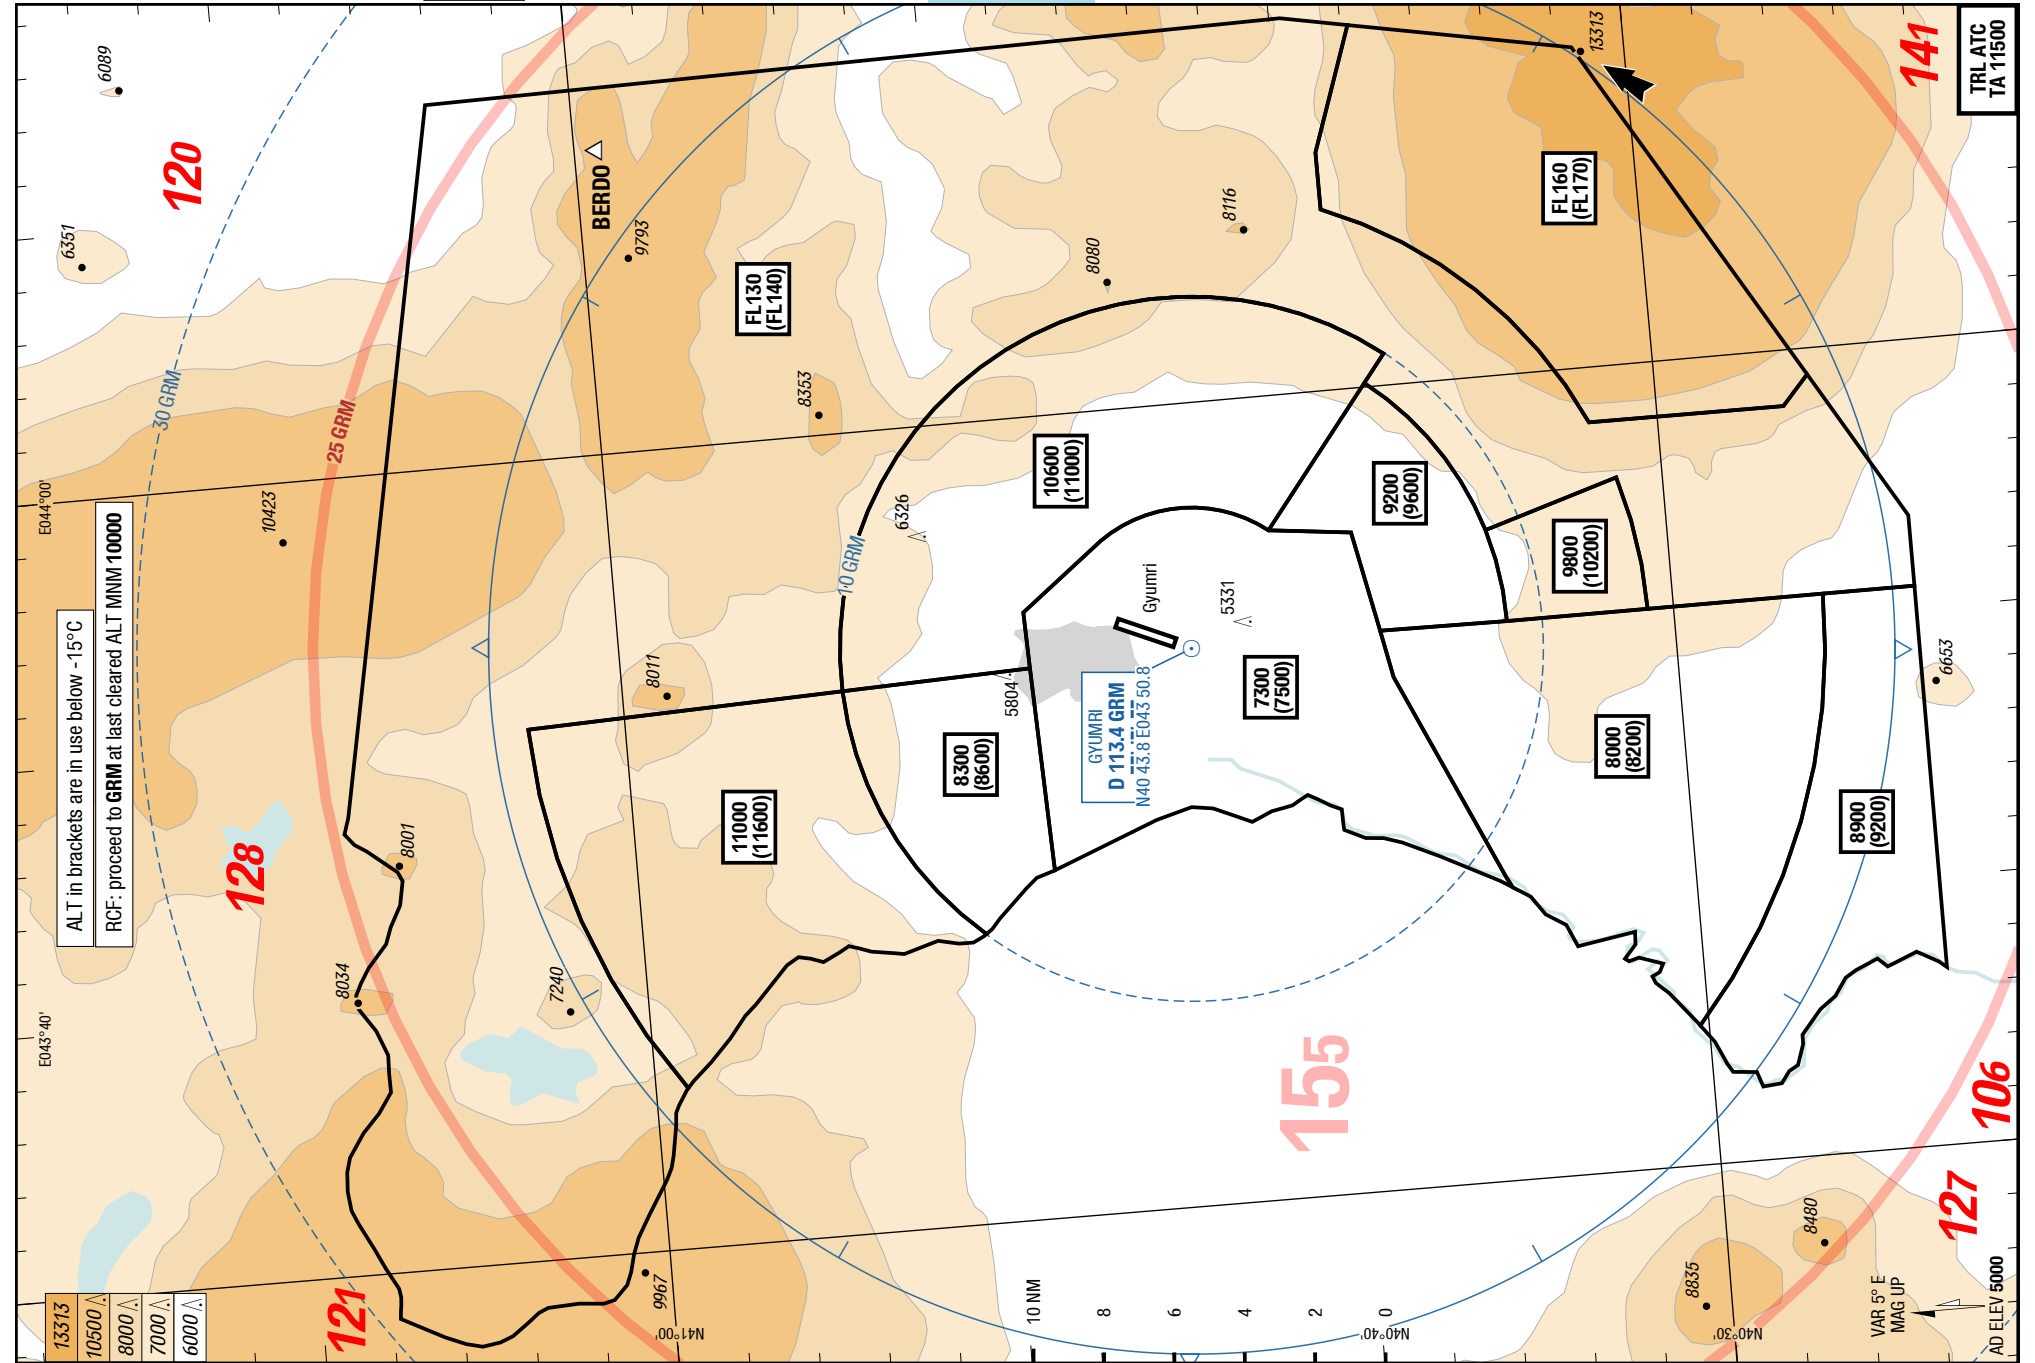 ALT in brackets are in use below -15°C
RCF: proceed to GRM at last cleared ALT MNM 10000
TRL ATC
TA 11500
13313
10500
8000
7000
6000
E044°00'
E043°40'
N41°00'
N40°40'
N40°30'
6089
6351
120
10423
128
121
141
106
127
155
30 GRM
25 GRM
10 GRM
BERDO
9793
8353
8080
8116
13313
6326
8011
8001
8034
7240
9967
5804
5331
6653
8480
8835
FL130
(FL140)
FL160
(FL170)
10600
(11000)
9200
(9600)
9800
(10200)
11000
(11600)
8300
(8600)
7300
(7500)
8000
(8200)
8900
(9200)
Gyumri
GYUMRI
D 113.4 GRM
N40 43.8 E043 50.8
10 NM
8
6
4
2
0
VAR 5° E
MAG UP
AD ELEV 5000